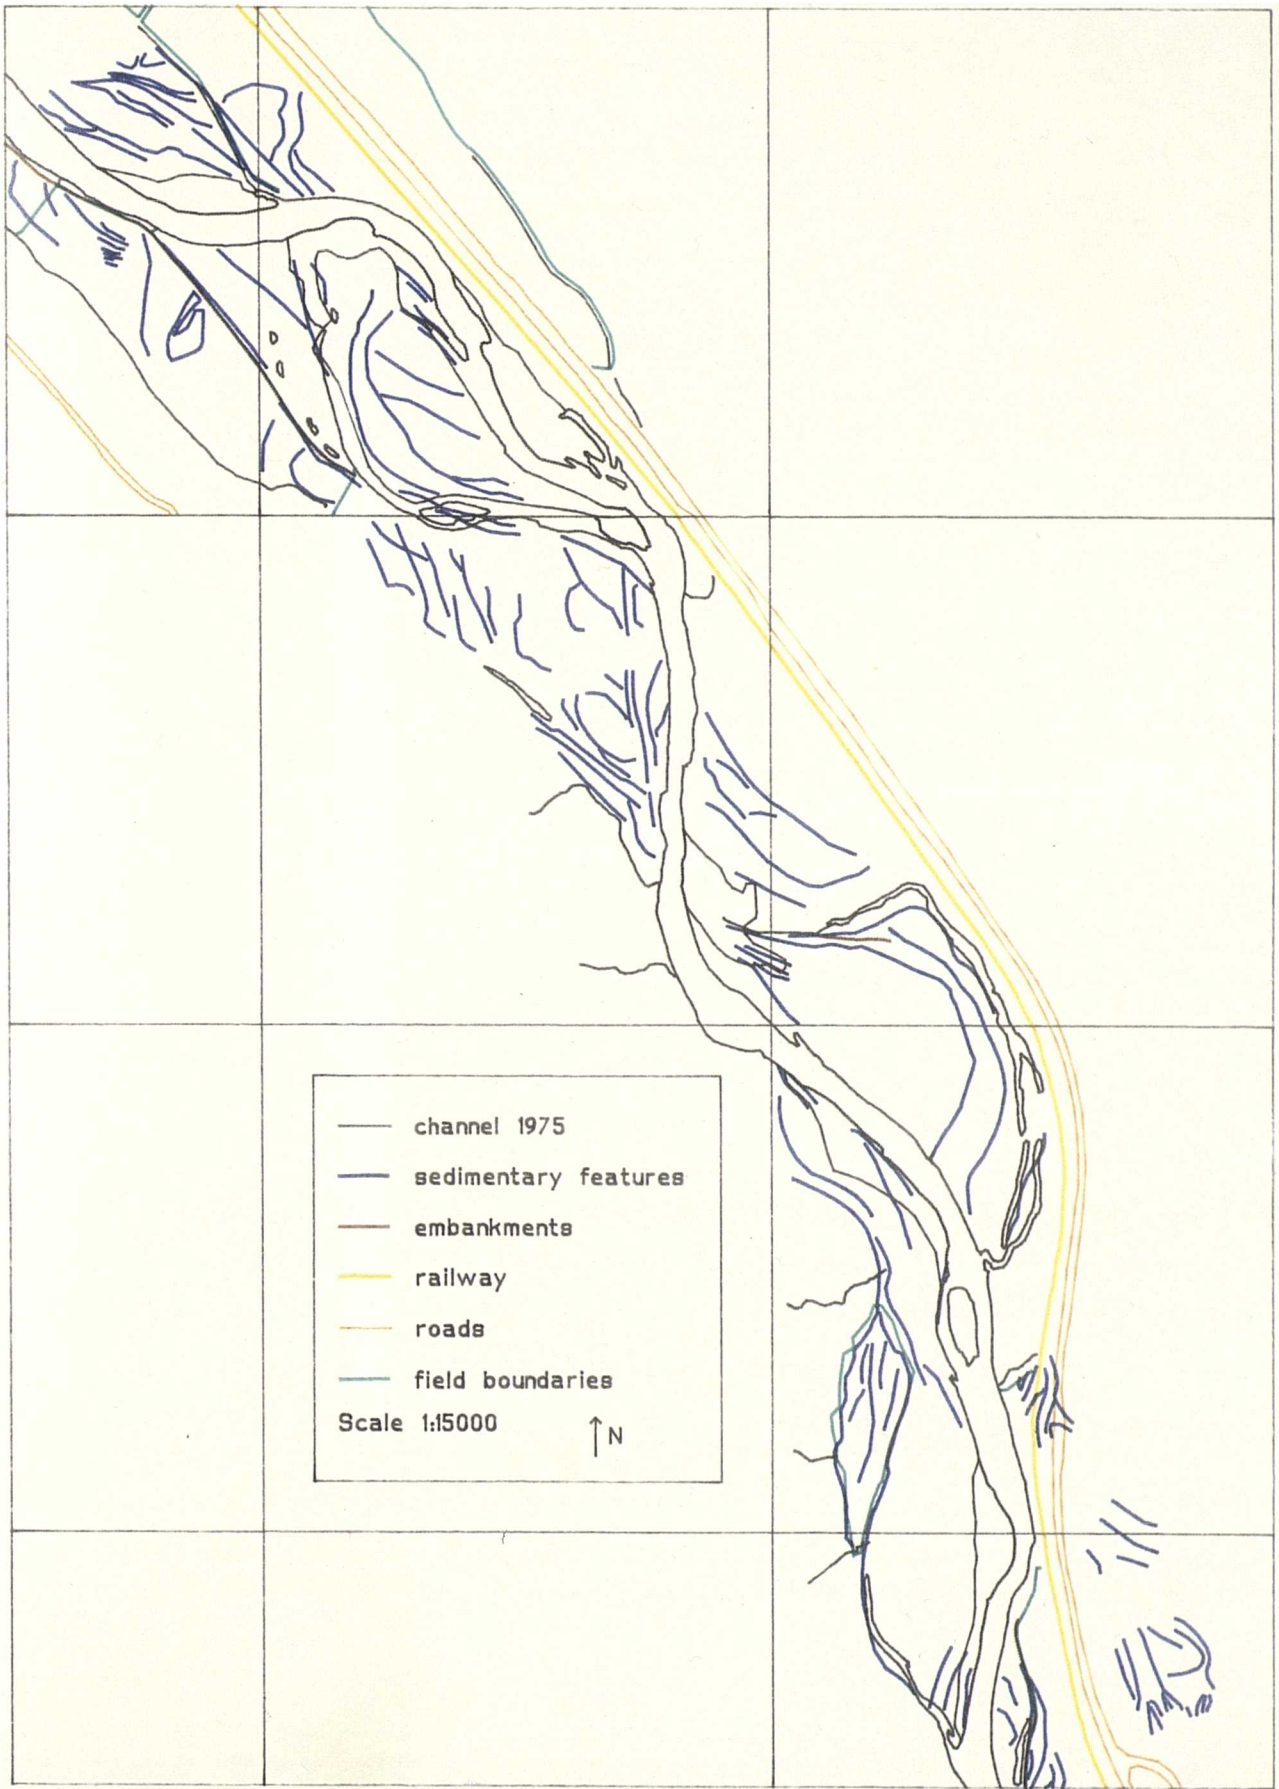 channel 1975
sedimentary features
embankments
railway
roads
field boundaries
Scale 1:15000
N